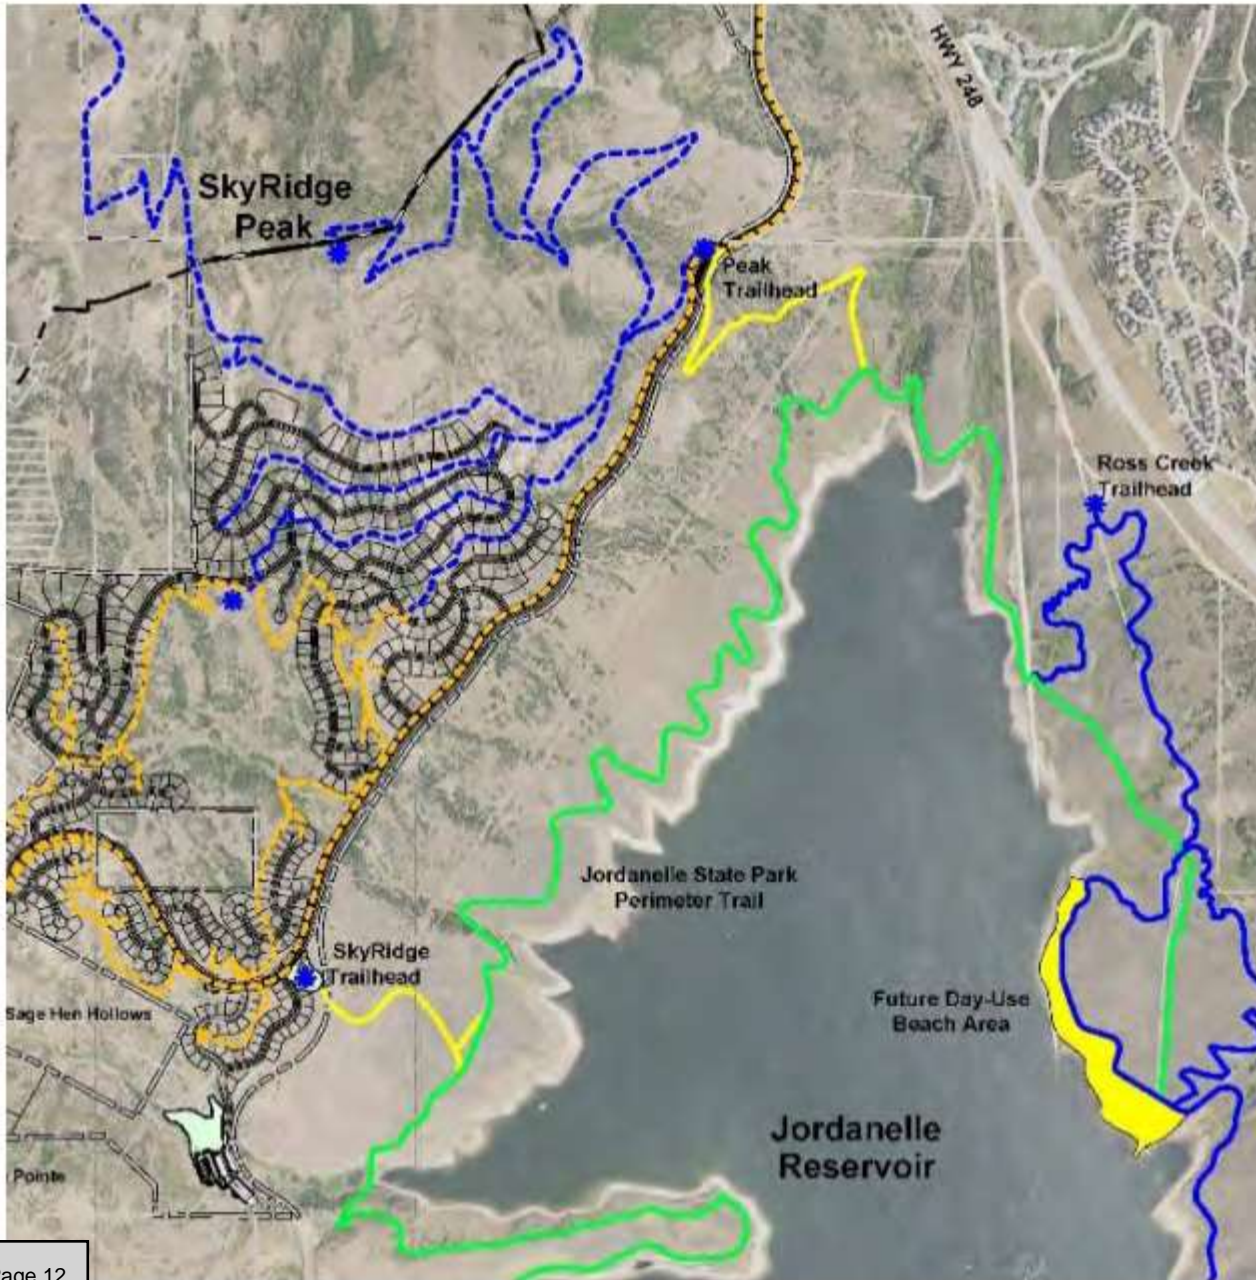 HWY 248
SkyRidge
Peak
Peak
Trailhead
Ross Creek
Trailhead
Jordanelle State Park
Perimeter Trail
SkyRidge
Trailhead
Sage Hen Hollows
Future Day-Use
Beach Area
Jordanelle
Reservoir
Pointe
Page 12